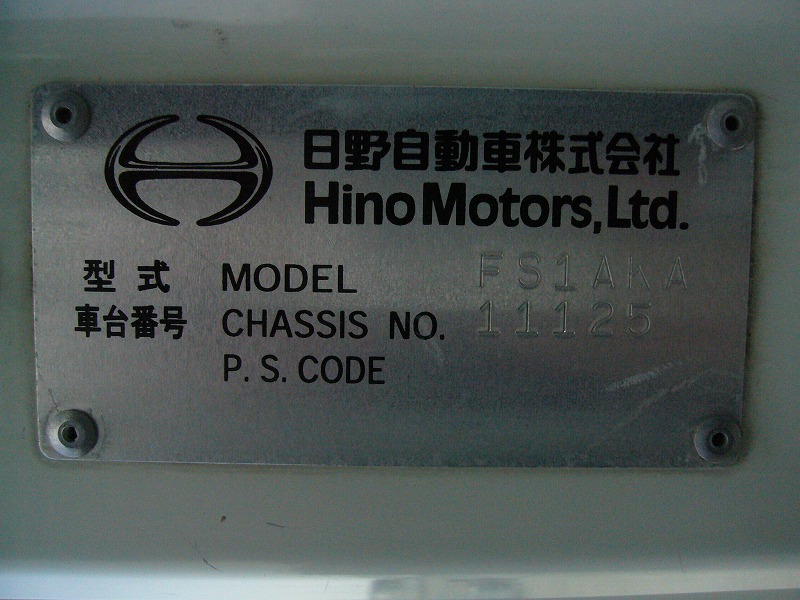 日野自動車株式会社
Hino Motors, Ltd.
型式 MODEL FS1AKA
車台番号 CHASSIS NO. 11125
P. S. CODE